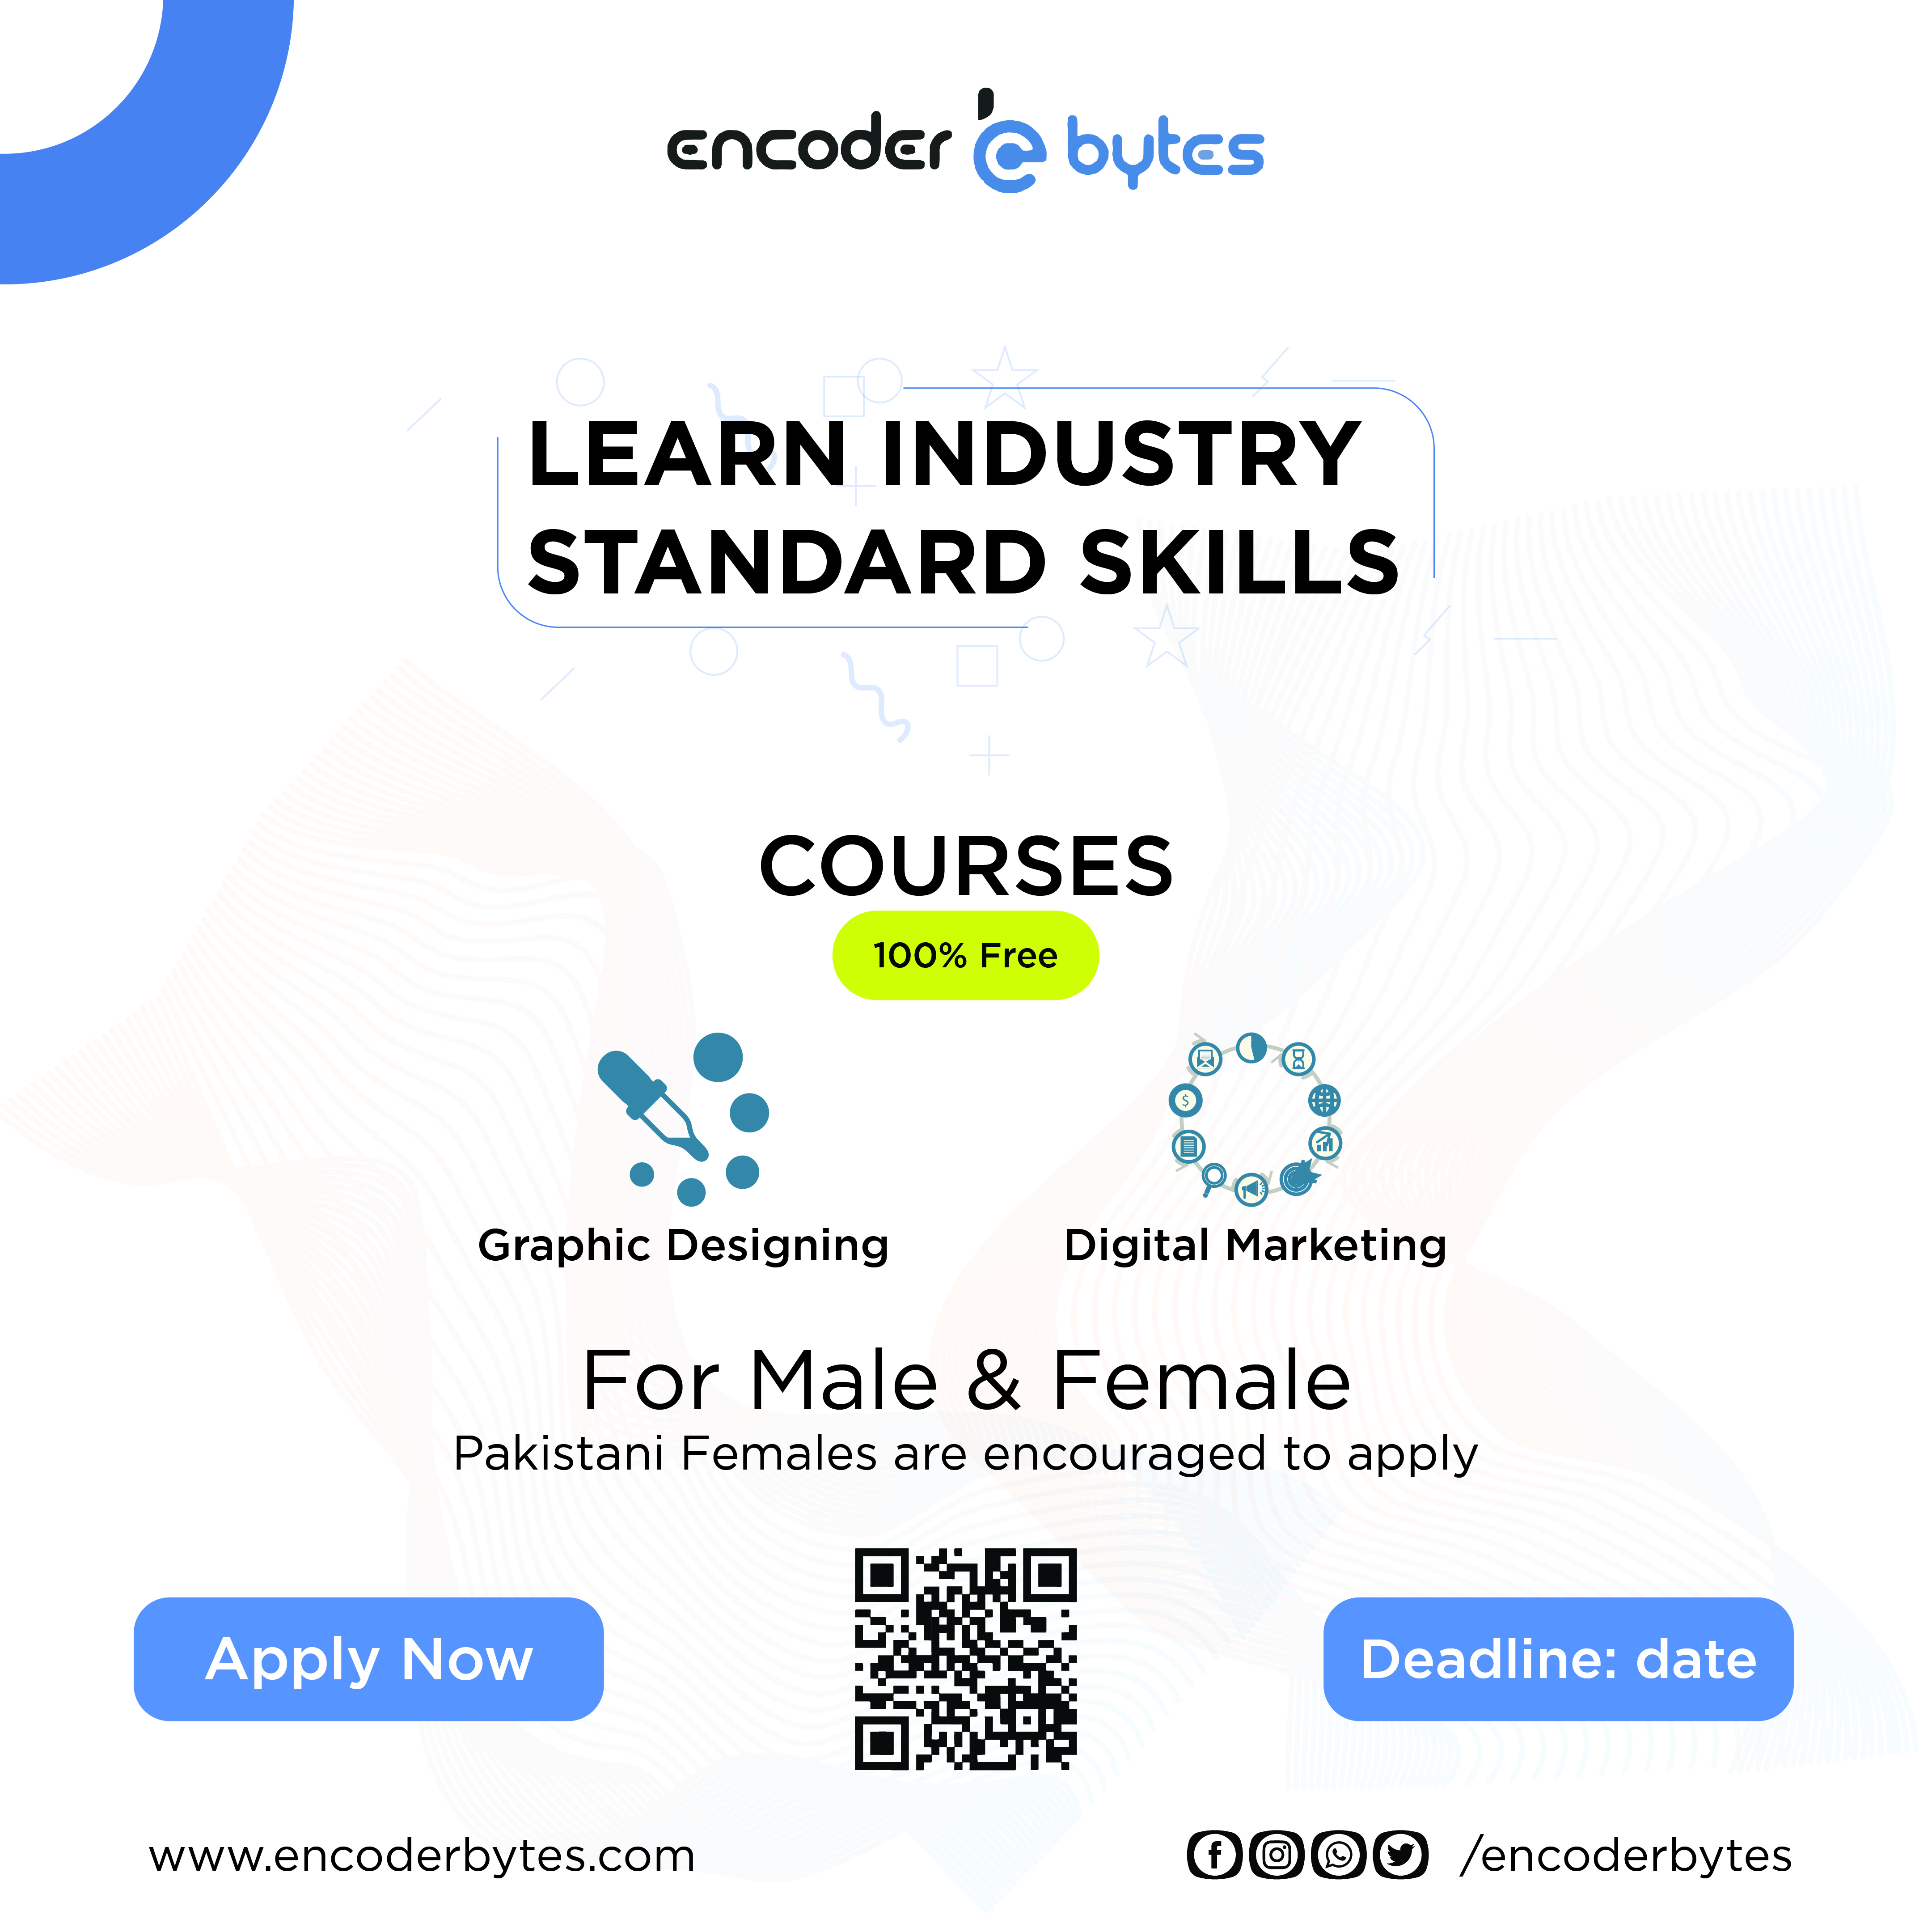 encoder e bytes
LEARN INDUSTRY
STANDARD SKILLS
COURSES
100% Free
$
Graphic Designing
Digital Marketing
For Male & Female
Pakistani Females are encouraged to apply
Apply Now
Deadline: date
www.encoderbytes.com
/encoderbytes